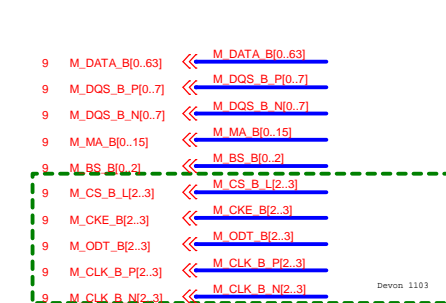 9 M_DATA_B[0..63] M_DATA_B[0..63]
9 M_DQS_B_P[0..7] M_DQS_B_P[0..7]
9 M_DQS_B_N[0..7] M_DQS_B_N[0..7]
9 M_MA_B[0..15] M_MA_B[0..15]
9 M_BS_B[0..2] M_BS_B[0..2]
9 M_CS_B_L[2..3] M_CS_B_L[2..3]
9 M_CKE_B[2..3] M_CKE_B[2..3]
9 M_ODT_B[2..3] M_ODT_B[2..3]
9 M_CLK_B_P[2..3] M_CLK_B_P[2..3]
Devon 1103
9 M_CLK_B_N[2..3] M_CLK_B_N[2..3]